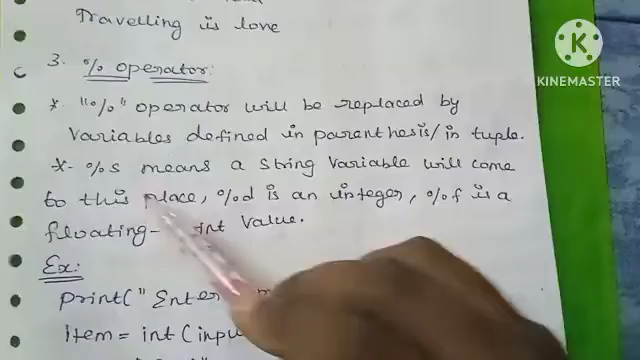 Travelling is love
3. % operator:
* "%" operator will be replaced by
variables defined in parenthesis/in tuple.
* %s means a string variable will come
to this place, %d is an integer, %f is a
floating- int value.
Ex:
print("Enter
item = int(inpu
KINEMASTER